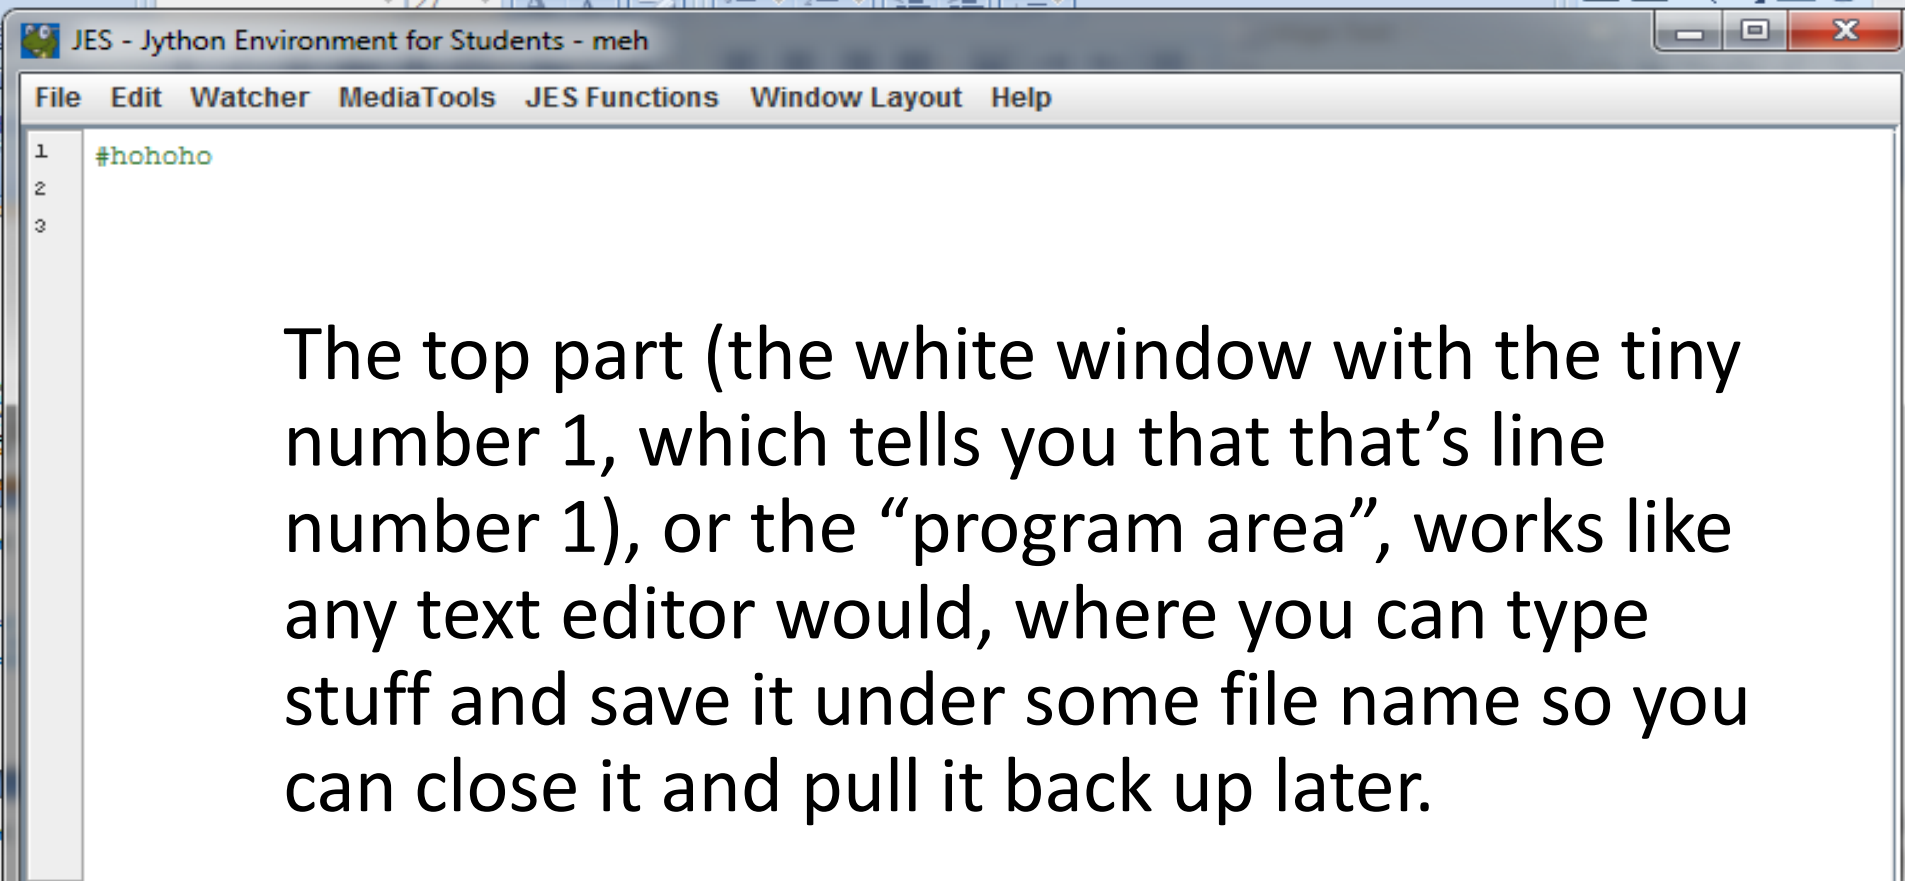 JES - Jython Environment for Students - meh
File Edit Watcher MediaTools JES Functions Window Layout Help
1 #hohoho
2
3
The top part (the white window with the tiny
number 1, which tells you that that’s line
number 1), or the “program area”, works like
any text editor would, where you can type
stuff and save it under some file name so you
can close it and pull it back up later.